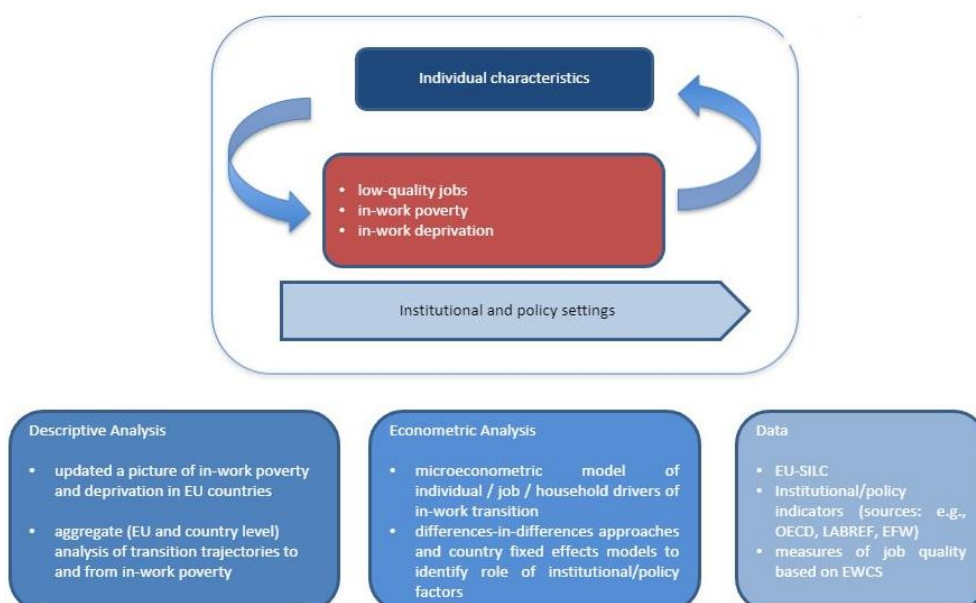 Individual characteristics
• low-quality jobs
• in-work poverty
• in-work deprivation
Institutional and policy settings
Descriptive Analysis
• updated a picture of in-work poverty
and deprivation in EU countries
• aggregate (EU and country level)
analysis of transition trajectories to
and from in-work poverty
Econometric Analysis
• microeconometric model of
individual / job / household drivers of
in-work transition
• differences-in-differences approaches
and country fixed effects models to
identify role of institutional/policy
factors
Data
• EU-SILC
• Institutional/policy
indicators (sources: e.g.,
OECD, LABREF, EFW)
• measures of job quality
based on EWCS